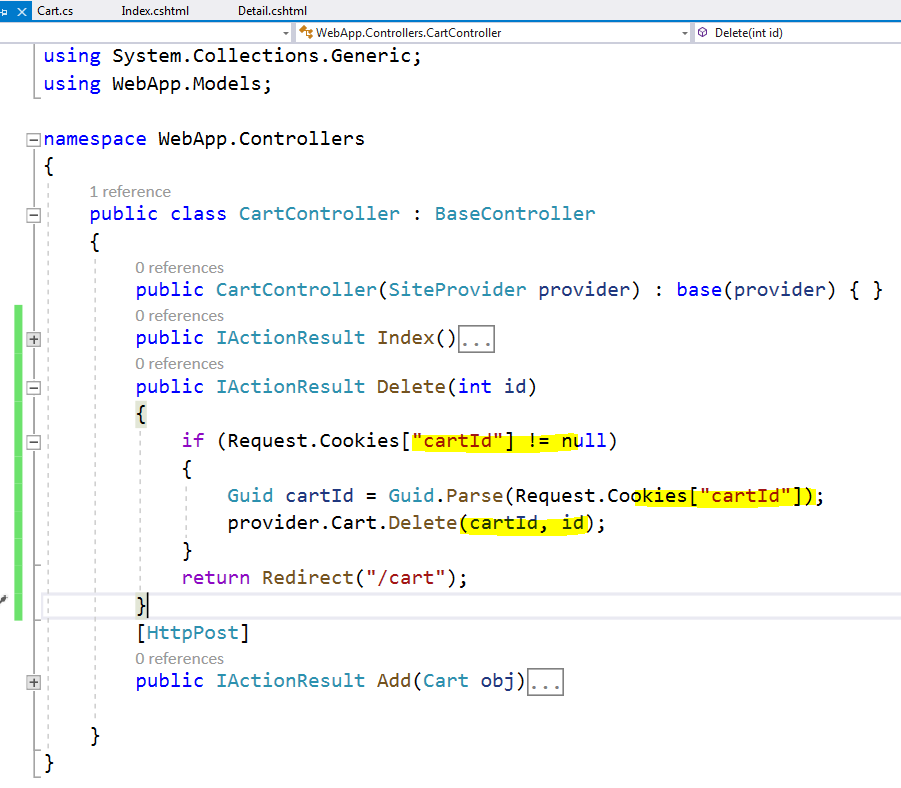 Cart.cs Index.cshtml Detail.cshtml
WebApp.Controllers.CartController Delete(int id)
using System.Collections.Generic;
using WebApp.Models;
namespace WebApp.Controllers
{
1 reference
public class CartController : BaseController
{
0 references
public CartController(SiteProvider provider) : base(provider) { }
0 references
public IActionResult Index()...
0 references
public IActionResult Delete(int id)
{
if (Request.Cookies["cartId"] != null)
{
Guid cartId = Guid.Parse(Request.Cookies["cartId"]);
provider.Cart.Delete(cartId, id);
}
return Redirect("/cart");
}
[HttpPost]
0 references
public IActionResult Add(Cart obj)...
}
}